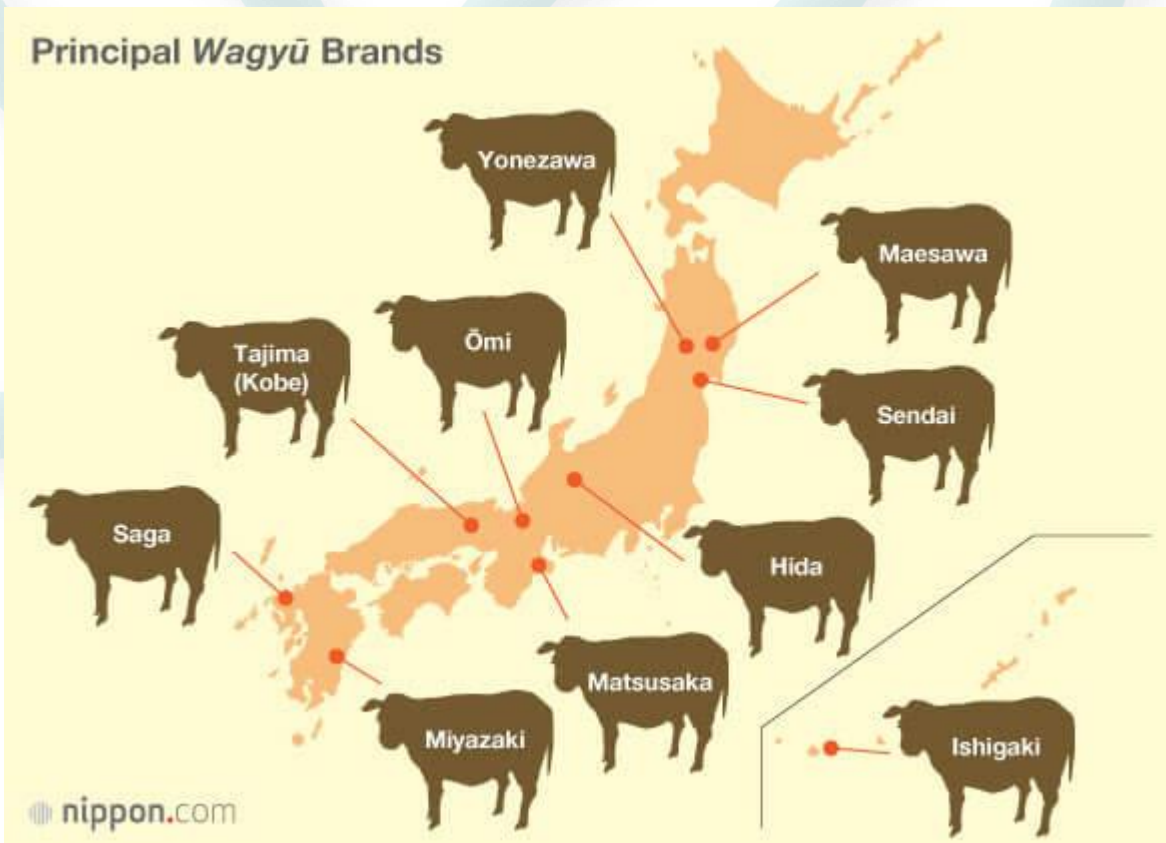 Principal Wagyū Brands
Yonezawa
Maesawa
Ōmi
Tajima
(Kobe)
Sendai
Saga
Hida
Matsusaka
Miyazaki
Ishigaki
nippon.com